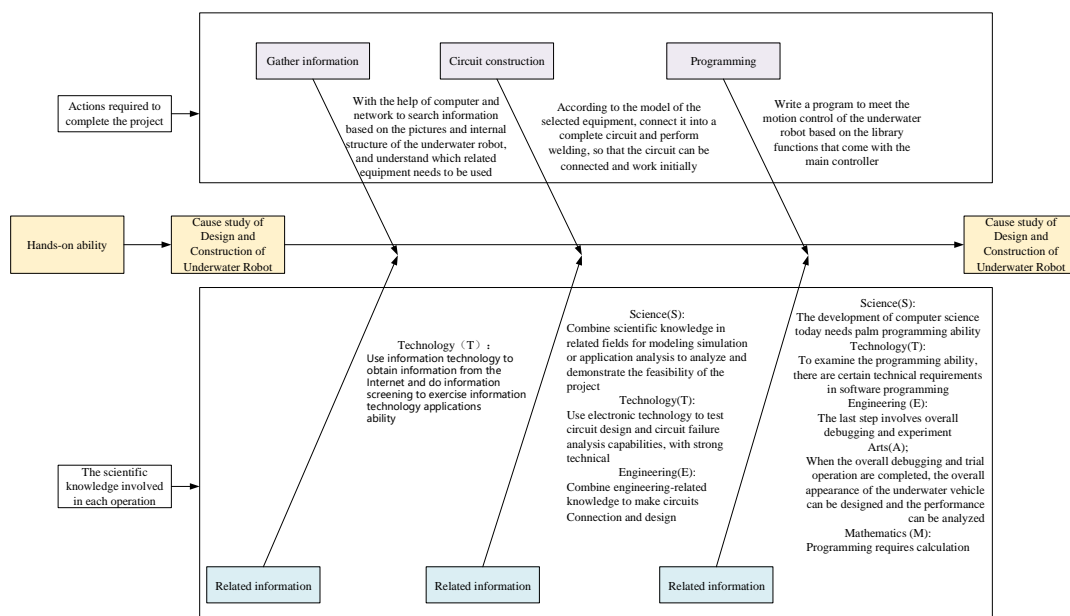 Gather information
Circuit construction
Programming
Actions required to
complete the project
With the help of computer and
network to search information
based on the pictures and internal
structure of the underwater robot,
and understand which related
equipment needs to be used
According to the model of the
selected equipment, connect it into a
complete circuit and perform
welding, so that the circuit can be
connected and work initially
Write a program to meet the
motion control of the underwater
robot based on the library
functions that come with the
main controller
Hands-on ability
Cause study of
Design and
Construction of
Underwater Robot
Cause study of
Design and
Construction of
Underwater Robot
The scientific
knowledge involved
in each operation
Technology（T）:
Use information technology to
obtain information from the
Internet and do information
screening to exercise information
technology applications
ability
Science(S):
Combine scientific knowledge in
related fields for modeling simulation
or application analysis to analyze and
demonstrate the feasibility of the
project
Technology(T):
Use electronic technology to test
circuit design and circuit failure
analysis capabilities, with strong
technical
Engineering(E):
Combine engineering-related
knowledge to make circuits
Connection and design
Science(S):
The development of computer science
today needs palm programming ability
Technology(T):
To examine the programming ability,
there are certain technical requirements
in software programming
Engineering (E):
The last step involves overall
debugging and experiment
Arts(A);
When the overall debugging and trial
operation are completed, the overall
appearance of the underwater vehicle
can be designed and the performance
can be analyzed
Mathematics (M):
Programming requires calculation
Related information
Related information
Related information